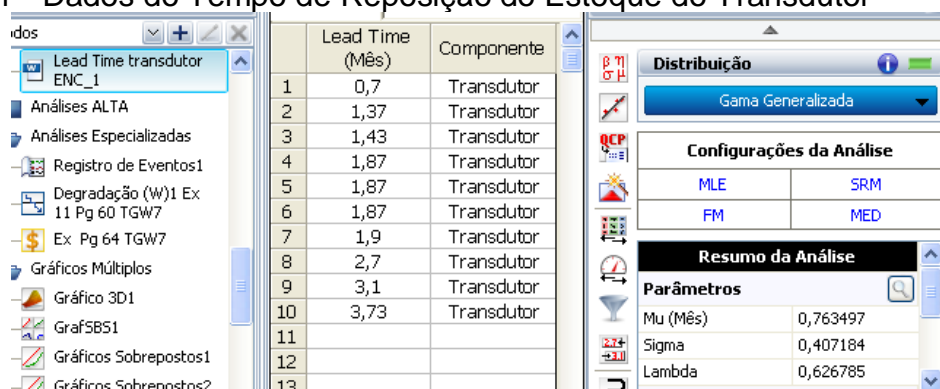 Dados do Tempo de Reposição do Estoque do Transdutor
Lead Time transdutor
ENC_1
Análises ALTA
Análises Especializadas
Registro de Eventos1
Degradação (W)1 Ex
11 Pg 60 TGW7
Ex Pg 64 TGW7
Gráficos Múltiplos
Gráfico 3D1
GrafSBS1
Gráficos Sobrepostos1
Gráficos Sobrepostos2
Lead Time (Mês) Componente
1 0,7 Transdutor
2 1,37 Transdutor
3 1,43 Transdutor
4 1,87 Transdutor
5 1,87 Transdutor
6 1,87 Transdutor
7 1,9 Transdutor
8 2,7 Transdutor
9 3,1 Transdutor
10 3,73 Transdutor
11
12
13
β η
σ μ
QCP
Distribuição
Gama Generalizada
Configurações da Análise
MLE SRM
FM MED
Resumo da Análise
Parâmetros
Mu (Mês) 0,763497
Sigma 0,407184
Lambda 0,626785